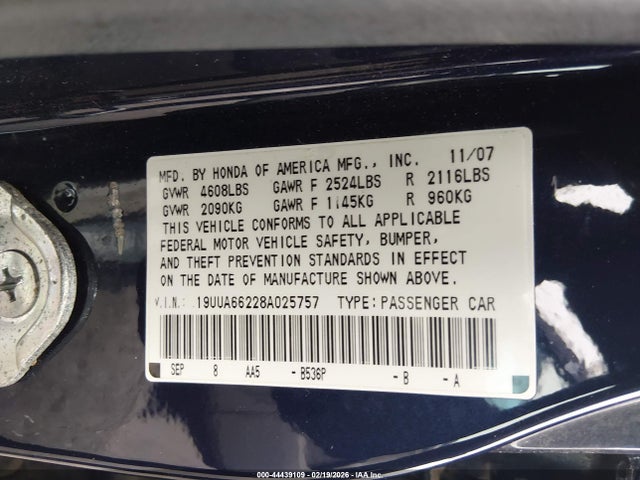 MFD. BY HONDA OF AMERICA MFG., INC. 11/07
GVWR 4608LBS GAWR F 2524LBS R 2116LBS
GVWR 2090KG GAWR F 1145KG R 960KG
THIS VEHICLE CONFORMS TO ALL APPLICABLE
FEDERAL MOTOR VEHICLE SAFETY, BUMPER,
AND THEFT PREVENTION STANDARDS IN EFFECT
ON THE DATE OF MANUFACTURE SHOWN ABOVE.
V.I.N.: 19UUA66228A025757 TYPE: PASSENGER CAR
SEP 8 AA5 - B536P - B - A
000-44439109 - 02/19/2026 - IAAI.COM